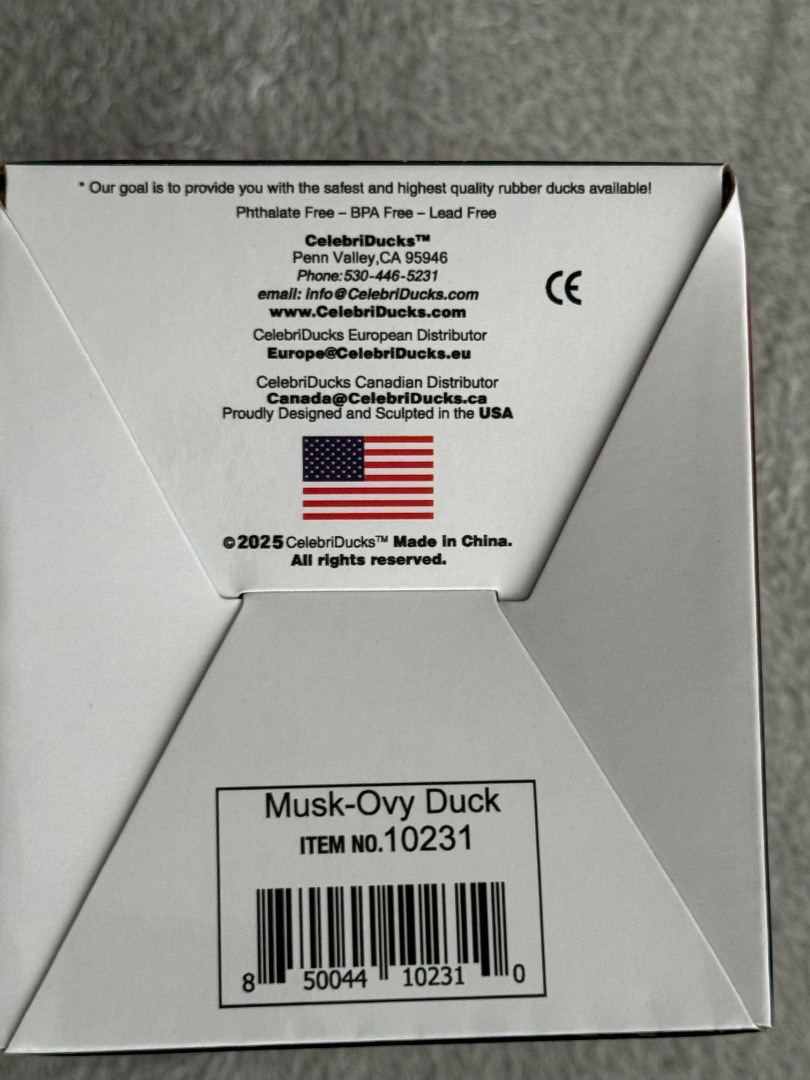 * Our goal is to provide you with the safest and highest quality rubber ducks available!
Phthalate Free – BPA Free – Lead Free
CelebriDucks™
Penn Valley,CA 95946
Phone:530-446-5231
email: info@CelebriDucks.com
www.CelebriDucks.com
CE
CelebriDucks European Distributor
Europe@CelebriDucks.eu
CelebriDucks Canadian Distributor
Canada@CelebriDucks.ca
Proudly Designed and Sculpted in the USA
©2025 CelebriDucks™ Made in China.
All rights reserved.
Musk-Ovy Duck
ITEM NO.10231
8 50044 10231 0